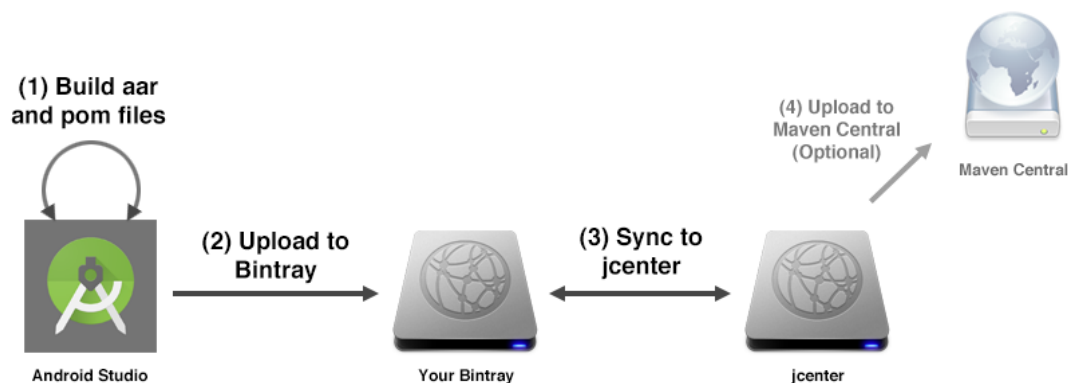 (1) Build aar
and pom files
(2) Upload to
Bintray
(3) Sync to
jcenter
(4) Upload to
Maven Central
(Optional)
Maven Central
Android Studio
Your Bintray
jcenter